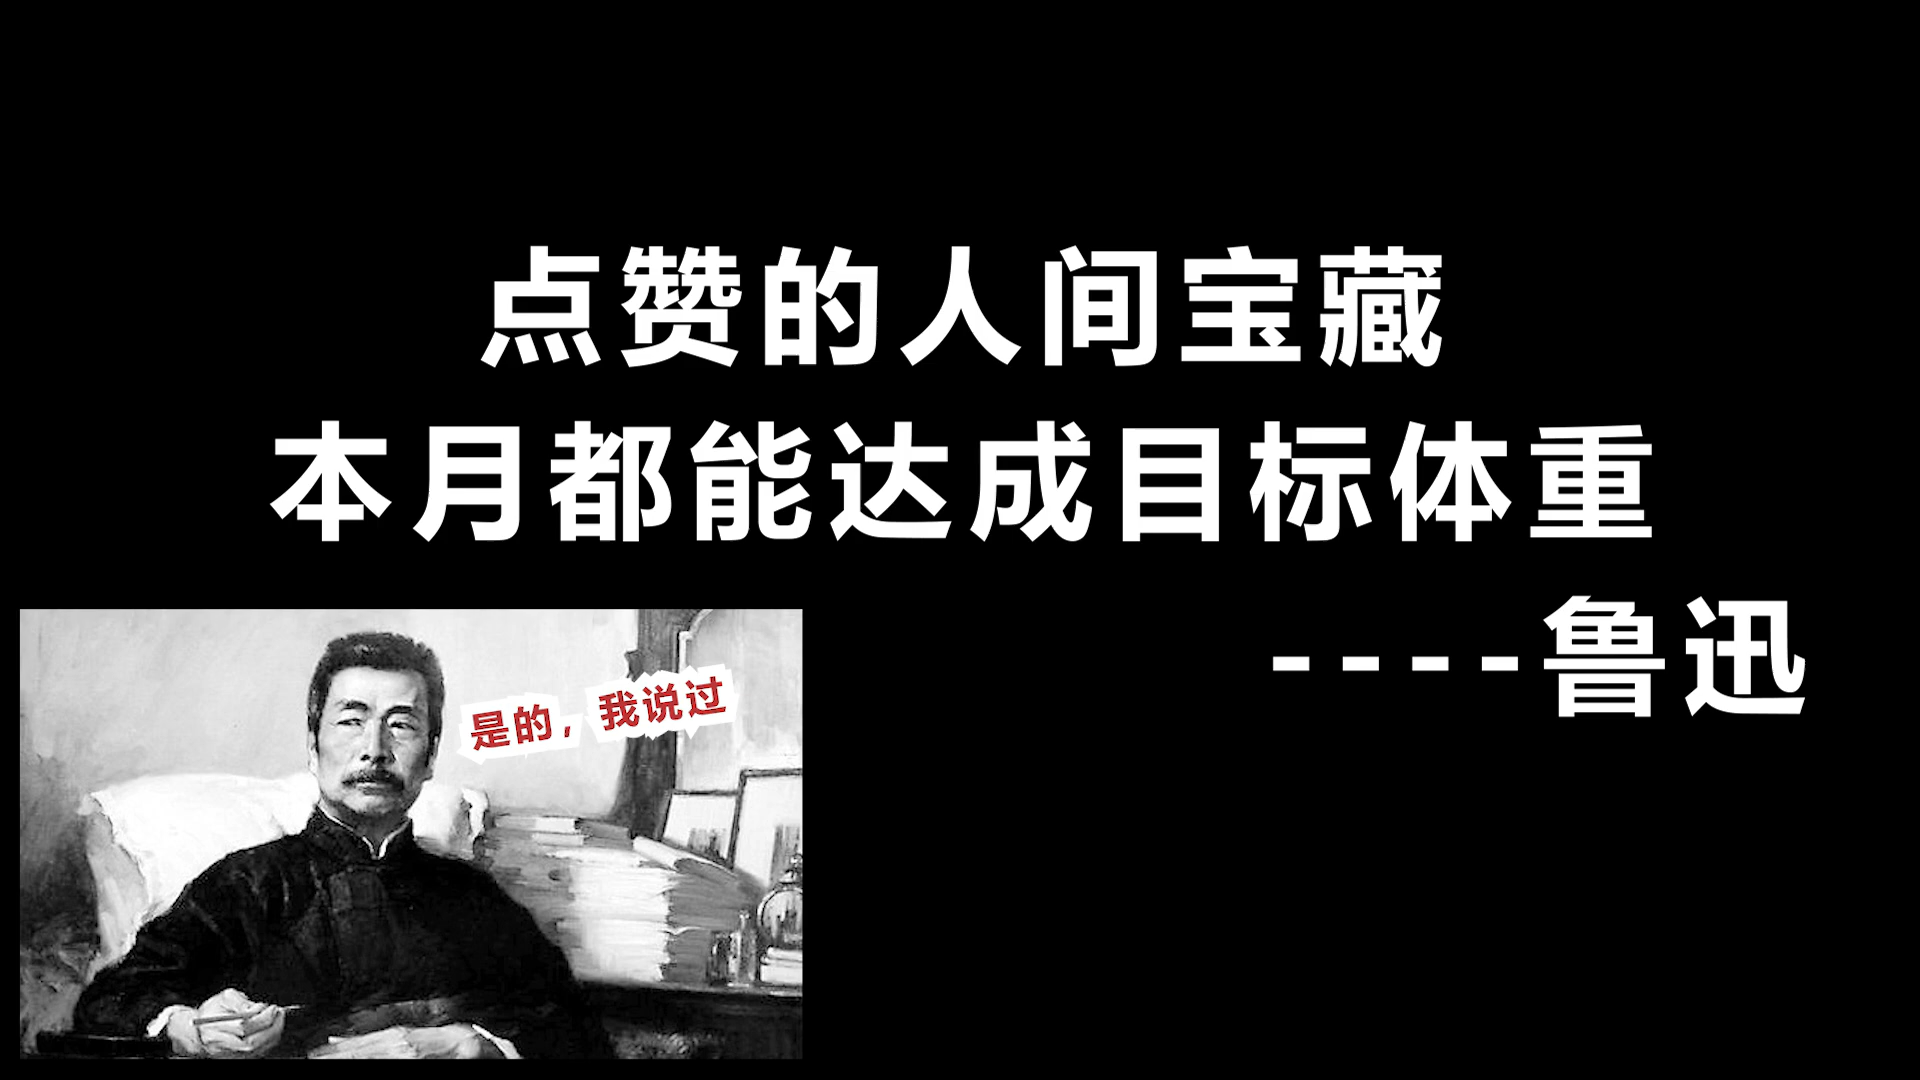 点赞的人间宝藏
本月都能达成目标体重
----鲁迅
是的，我说过